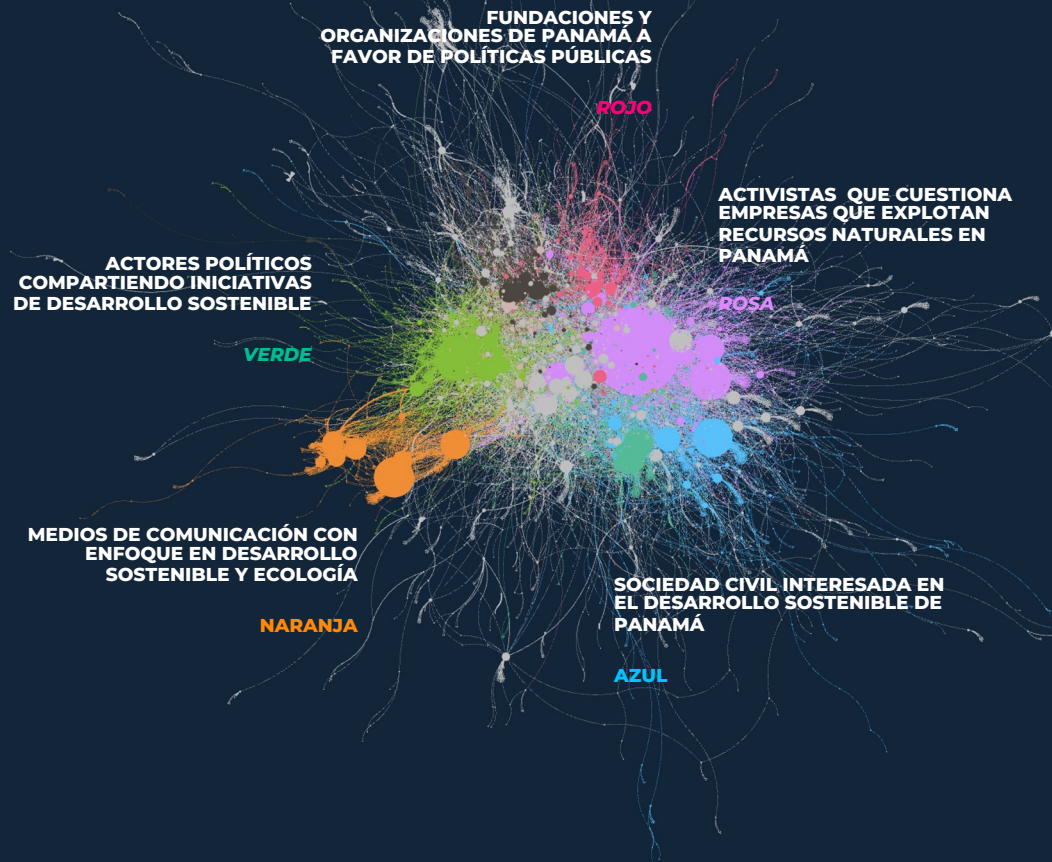 FUNDACIONES Y
ORGANIZACIONES DE PANAMÁ A
FAVOR DE POLÍTICAS PÚBLICAS
ROJO
ACTIVISTAS QUE CUESTIONA
EMPRESAS QUE EXPLOTAN
RECURSOS NATURALES EN
PANAMÁ
ROSA
ACTORES POLÍTICOS
COMPARTIENDO INICIATIVAS
DE DESARROLLO SOSTENIBLE
VERDE
MEDIOS DE COMUNICACIÓN CON
ENFOQUE EN DESARROLLO
SOSTENIBLE Y ECOLOGÍA
NARANJA
SOCIEDAD CIVIL INTERESADA EN
EL DESARROLLO SOSTENIBLE DE
PANAMÁ
AZUL